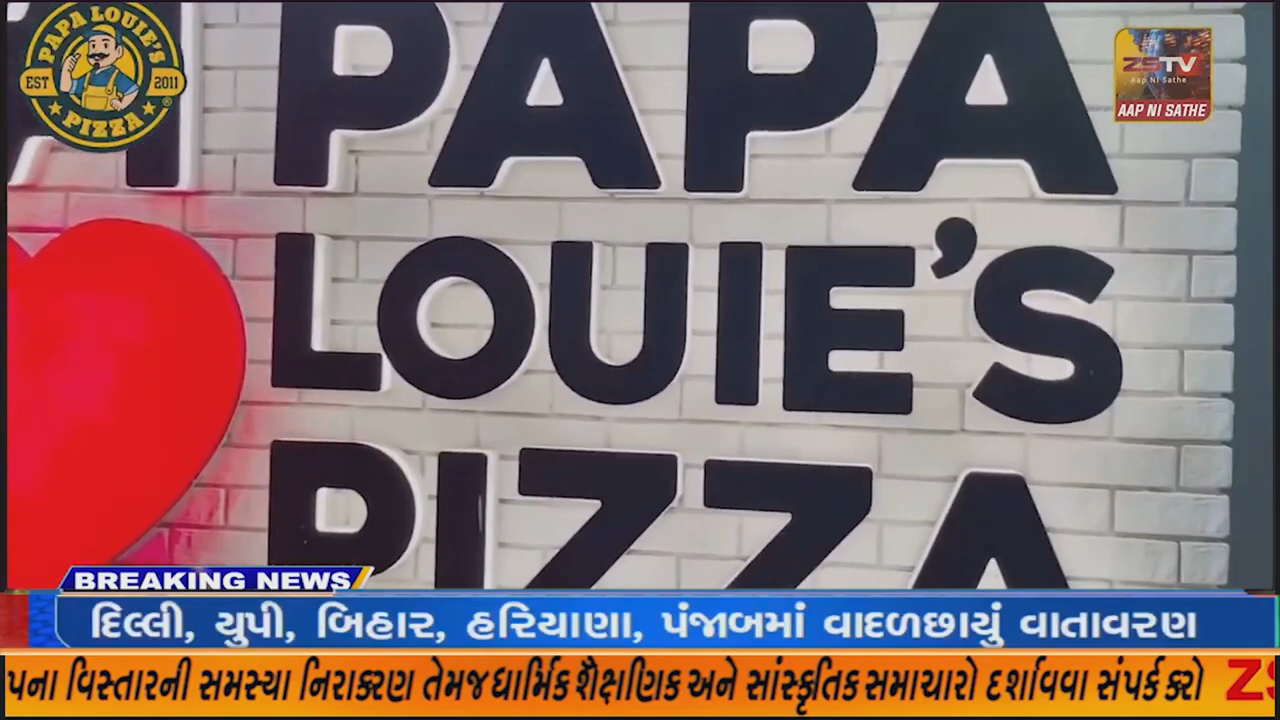 PAPA LOUIE'S
EST 2011
PIZZA
PAPA
LOUIE'S
PIZZA
ZSTV
Aap Ni Sathe
AAP NI SATHE
BREAKING NEWS
દિલ્લી, યુપી, બિહાર, હરિયાણા, પંજાબમાં વાદળછાયું વાતાવરણ
પના વિસ્તારની સમસ્યા નિરાકરણ તેમજ ધાર્મિક શૈક્ષણિક અને સાંસ્કૃતિક સમાચારો દર્શાવવા સંપર્ક કરો